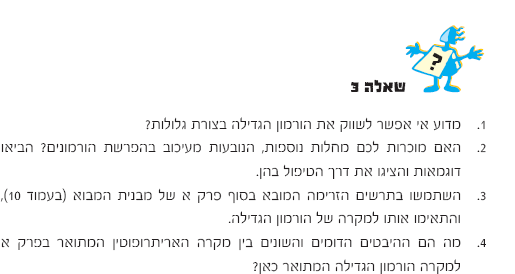 ?
שאלה 3
1. מדוע אי אפשר לשווק את הורמון הגדילה בצורת גלולות?
2. האם מוכרות לכם מחלות נוספות, הנובעות מעיכוב בהפרשת הורמונים? הביאו
דוגמאות והציגו את דרך הטיפול בהן.
3. השתמשו בתרשים הזרימה המובא בסוף פרק א של מבנית המבוא (בעמוד 10),
והתאימו אותו למקרה של הורמון הגדילה.
4. מה הם ההיבטים הדומים והשונים בין מקרה האריתרופוטין המתואר בפרק א
למקרה הורמון הגדילה המתואר כאן?